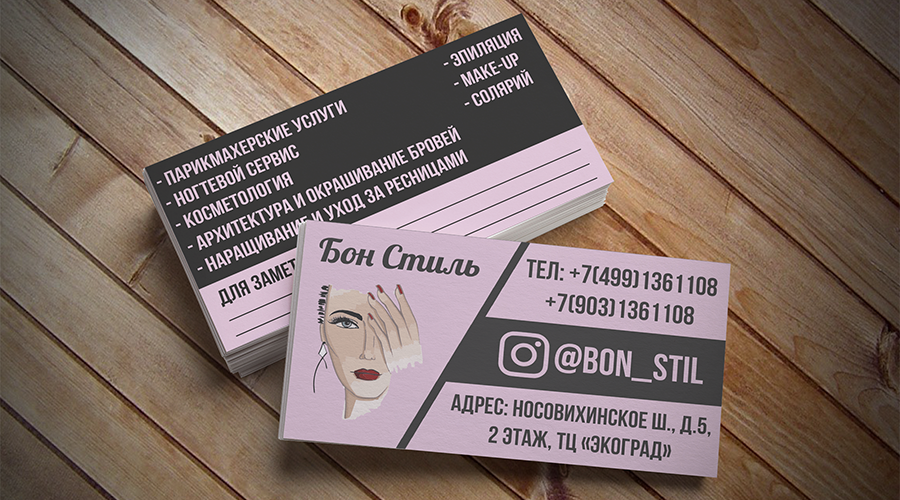 - ПАРИКМАХЕРСКИЕ УСЛУГИ
- НОГТЕВОЙ СЕРВИС
- КОСМЕТОЛОГИЯ
- АРХИТЕКТУРА И ОКРАШИВАНИЕ БРОВЕЙ
- НАРАЩИВАНИЕ И УХОД ЗА РЕСНИЦАМИ
- ЭПИЛЯЦИЯ
- MAKE-UP
- СОЛЯРИЙ
ДЛЯ
Бон Стиль
ТЕЛ: +7(499)1361108
+7(903)1361108
@BON_STIL
АДРЕС: НОСОВИХИНСКОЕ Ш., Д.5,
2 ЭТАЖ, ТЦ «ЭКОГРАД»